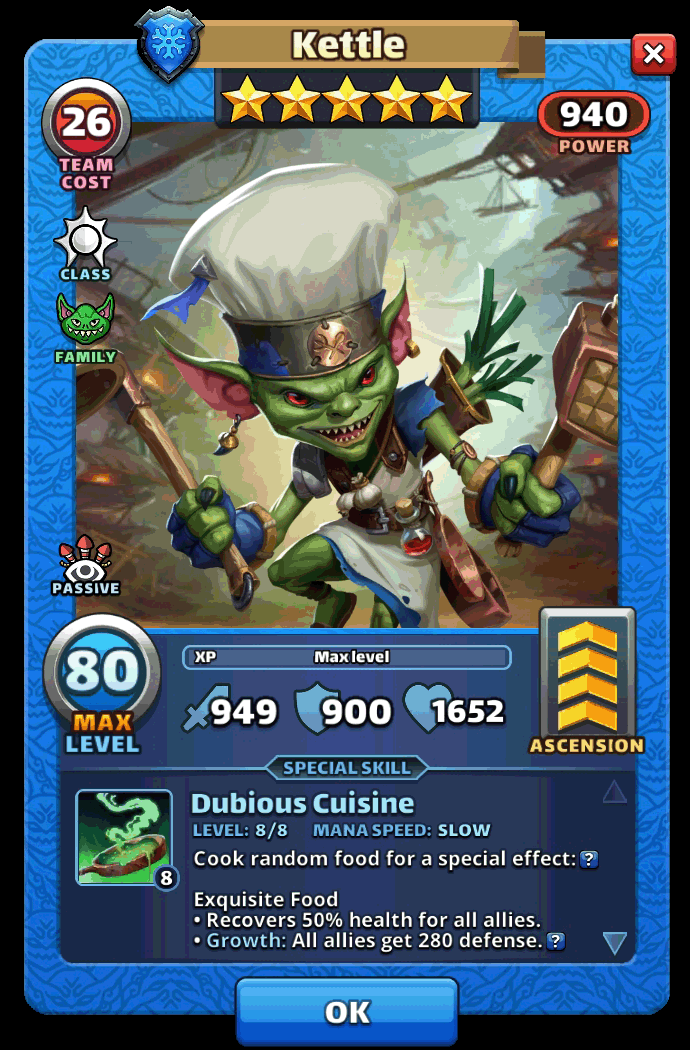 Kettle
26
TEAM
COST
940
POWER
CLASS
FAMILY
PASSIVE
80
MAX
LEVEL
XP Max level
949 900 1652
ASCENSION
SPECIAL SKILL
Dubious Cuisine
LEVEL: 8/8 MANA SPEED: SLOW
8
Cook random food for a special effect: ?
Exquisite Food
• Recovers 50% health for all allies.
• Growth: All allies get 280 defense. ?
OK